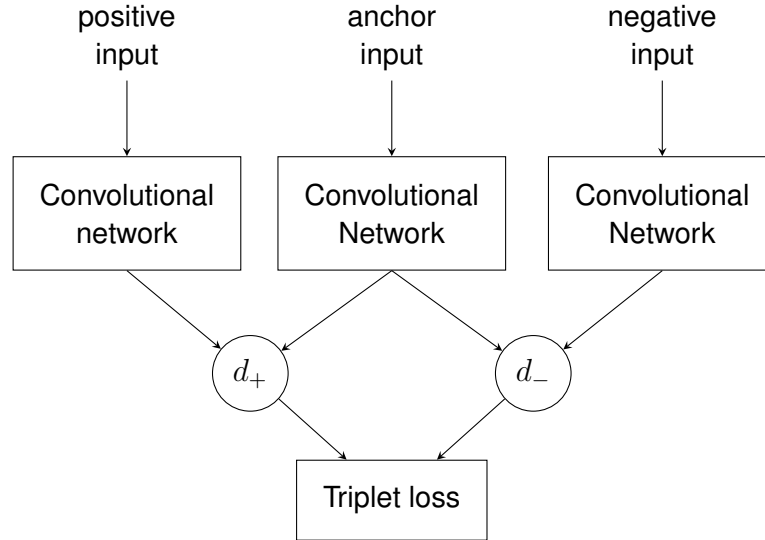 positive
input
anchor
input
negative
input
Convolutional
network
Convolutional
Network
Convolutional
Network
d₊
d₋
Triplet loss